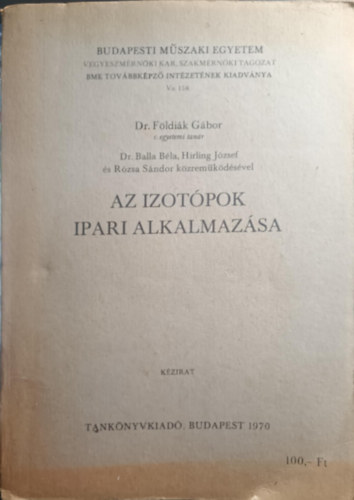 BUDAPESTI MŰSZAKI EGYETEM
VEGYÉSZMÉRNÖKI KAR, SZAKMÉRNÖKI TAGOZAT
BME TOVÁBBKÉPZŐ INTÉZETÉNEK KIADVÁNYA
Dr. Földiák Gábor
c. egyetemi tanár
Dr. Balla Béla, Hirling József
és Rózsa Sándor közreműködésével
AZ IZOTÓPOK
IPARI ALKALMAZÁSA
KÉZIRAT
TANKÖNYVKIADÓ, BUDAPEST 1970
100,- Ft